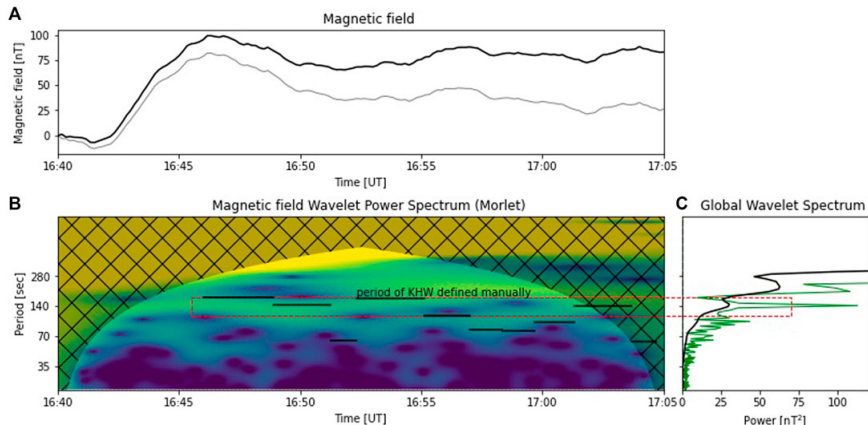 A
Magnetic field
Magnetic field [nT]
100
75
50
25
0
16:40
16:45
16:50
16:55
17:00
17:05
Time [UT]
B
Magnetic field Wavelet Power Spectrum (Morlet)
Period [sec]
280
140
70
35
period of KHW defined manually
16:40
16:45
16:50
16:55
17:00
17:05
Time [UT]
C
Global Wavelet Spectrum
0
25
50
75
100
Power [nT²]